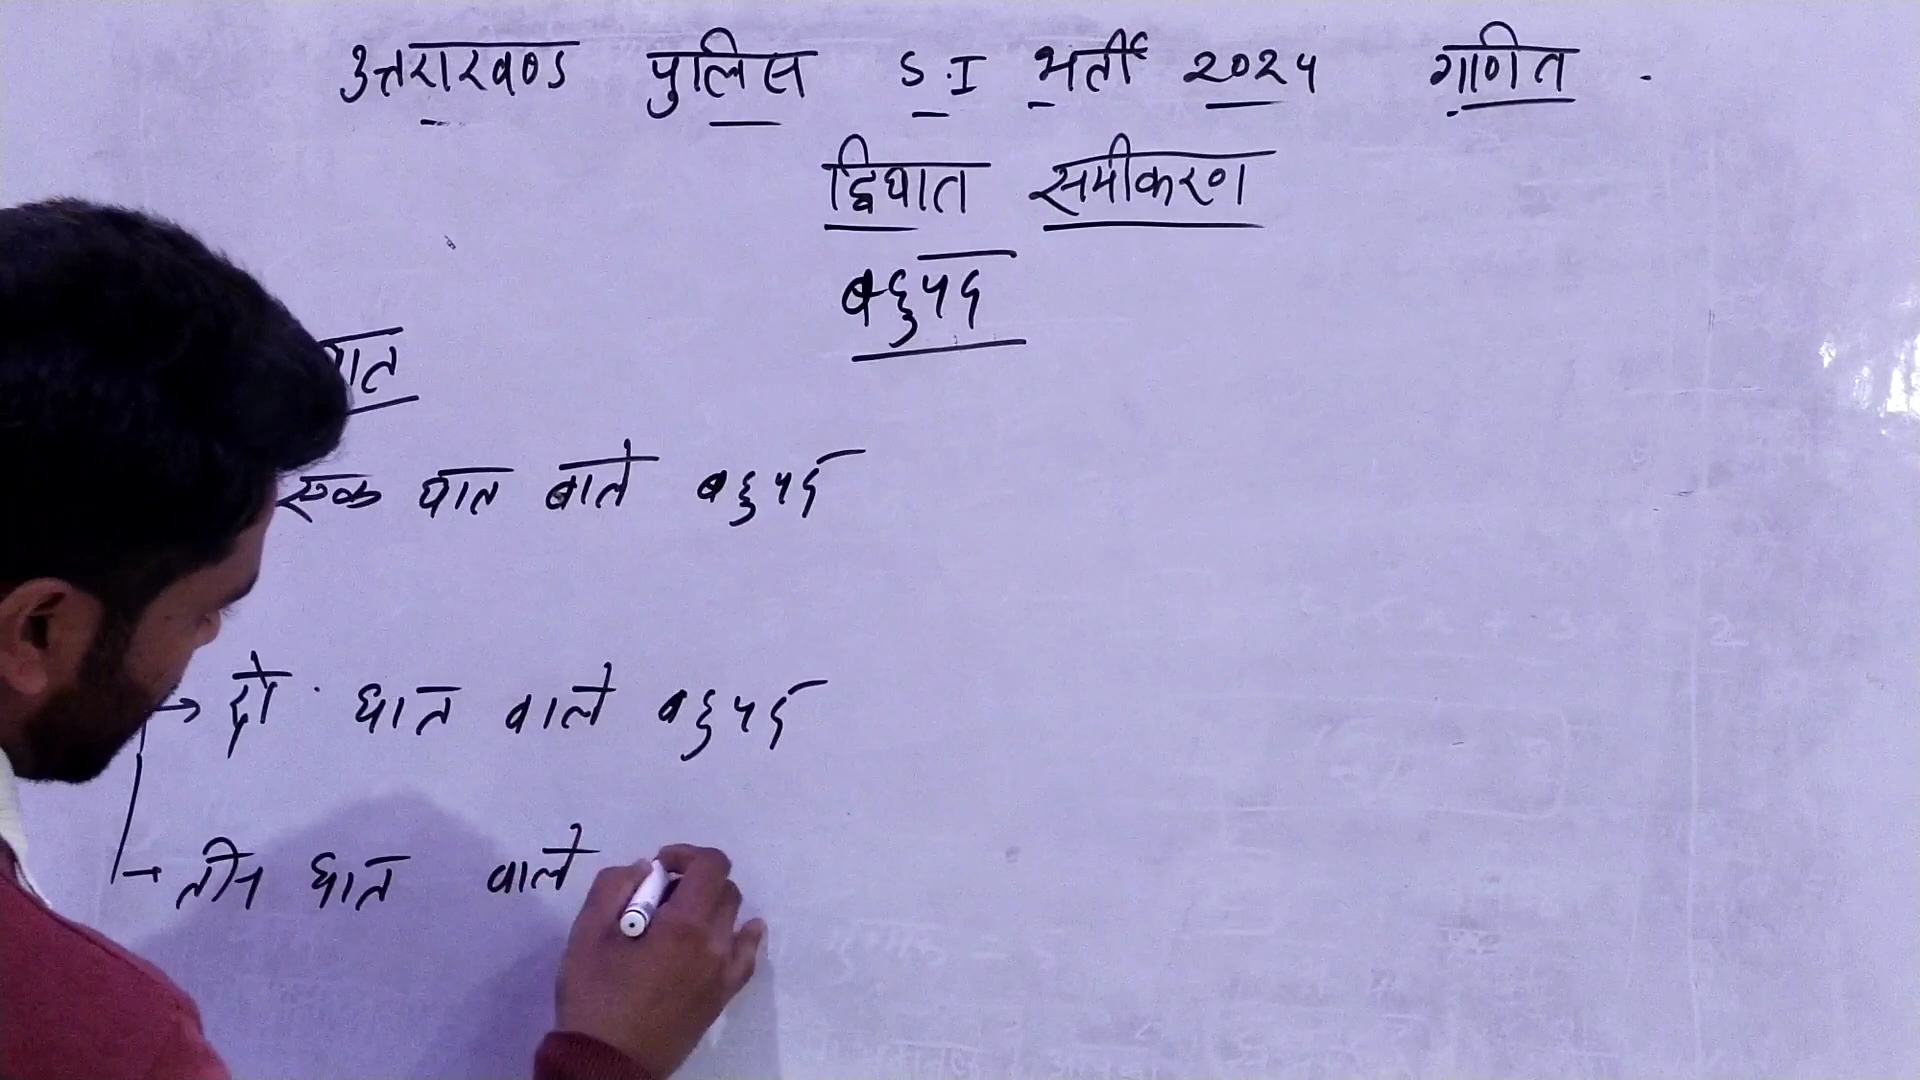 उत्तराखण्ड पुलिस S.I भर्ती 2024 गणित
द्विघात समीकरण
बहुपद
एक घात वाले बहुपद
→ दो घात वाले बहुपद
→ तीन घात वाले